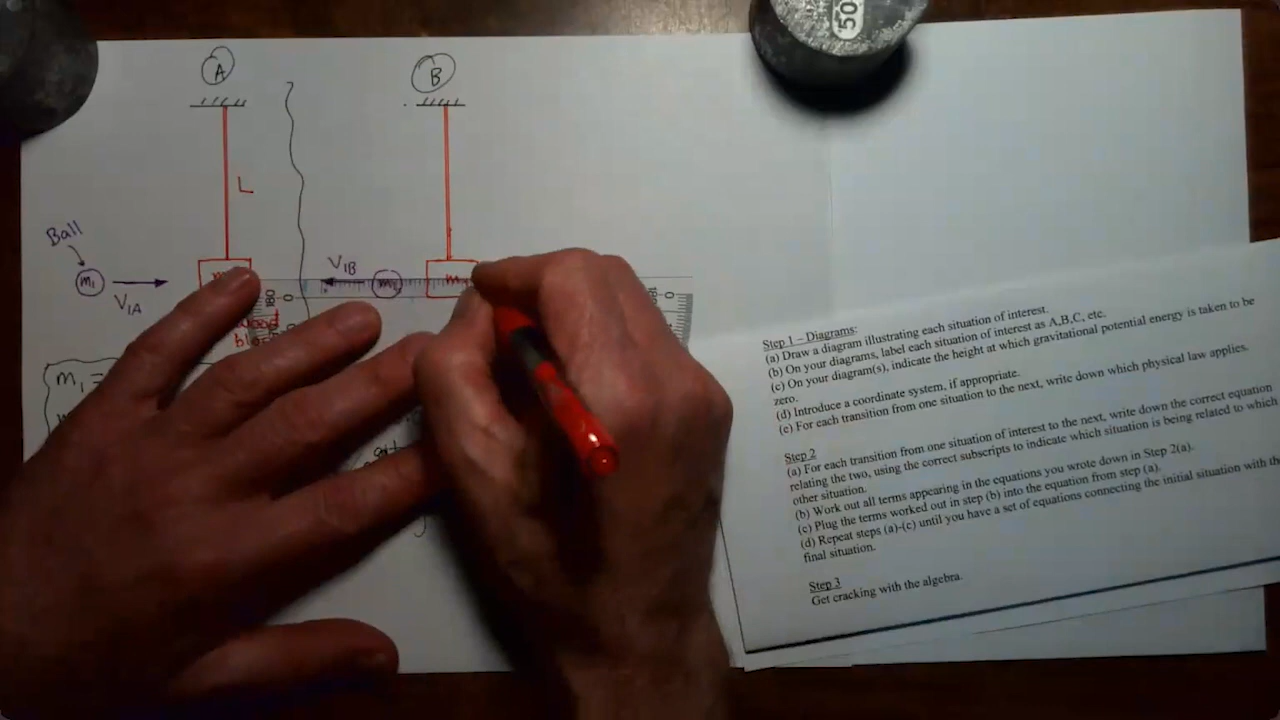 50
A
B
L
Ball
m₁
V₁A
V₁B
m
m₁ =
180
0
0
Step 1 – Diagrams:
(a) Draw a diagram illustrating each situation of interest.
(b) On your diagrams, label each situation of interest as A,B,C, etc.
(c) On your diagram(s), indicate the height at which gravitational potential energy is taken to be
zero.
(d) Introduce a coordinate system, if appropriate.
(e) For each transition from one situation to the next, write down which physical law applies.
Step 2
(a) For each transition from one situation of interest to the next, write down the correct equation
relating the two, using the correct subscripts to indicate which situation is being related to which
other situation.
(b) Work out all terms appearing in the equations you wrote down in Step 2(a).
(c) Plug the terms worked out in step (b) into the equation from step (a).
(d) Repeat steps (a)-(c) until you have a set of equations connecting the initial situation with the
final situation.
Step 3
Get cracking with the algebra.